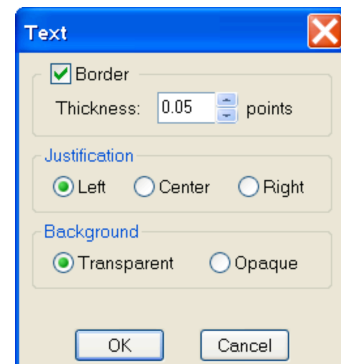 Text
Border
Thickness: 0.05 points
Justification
Left Center Right
Background
Transparent Opaque
OK Cancel